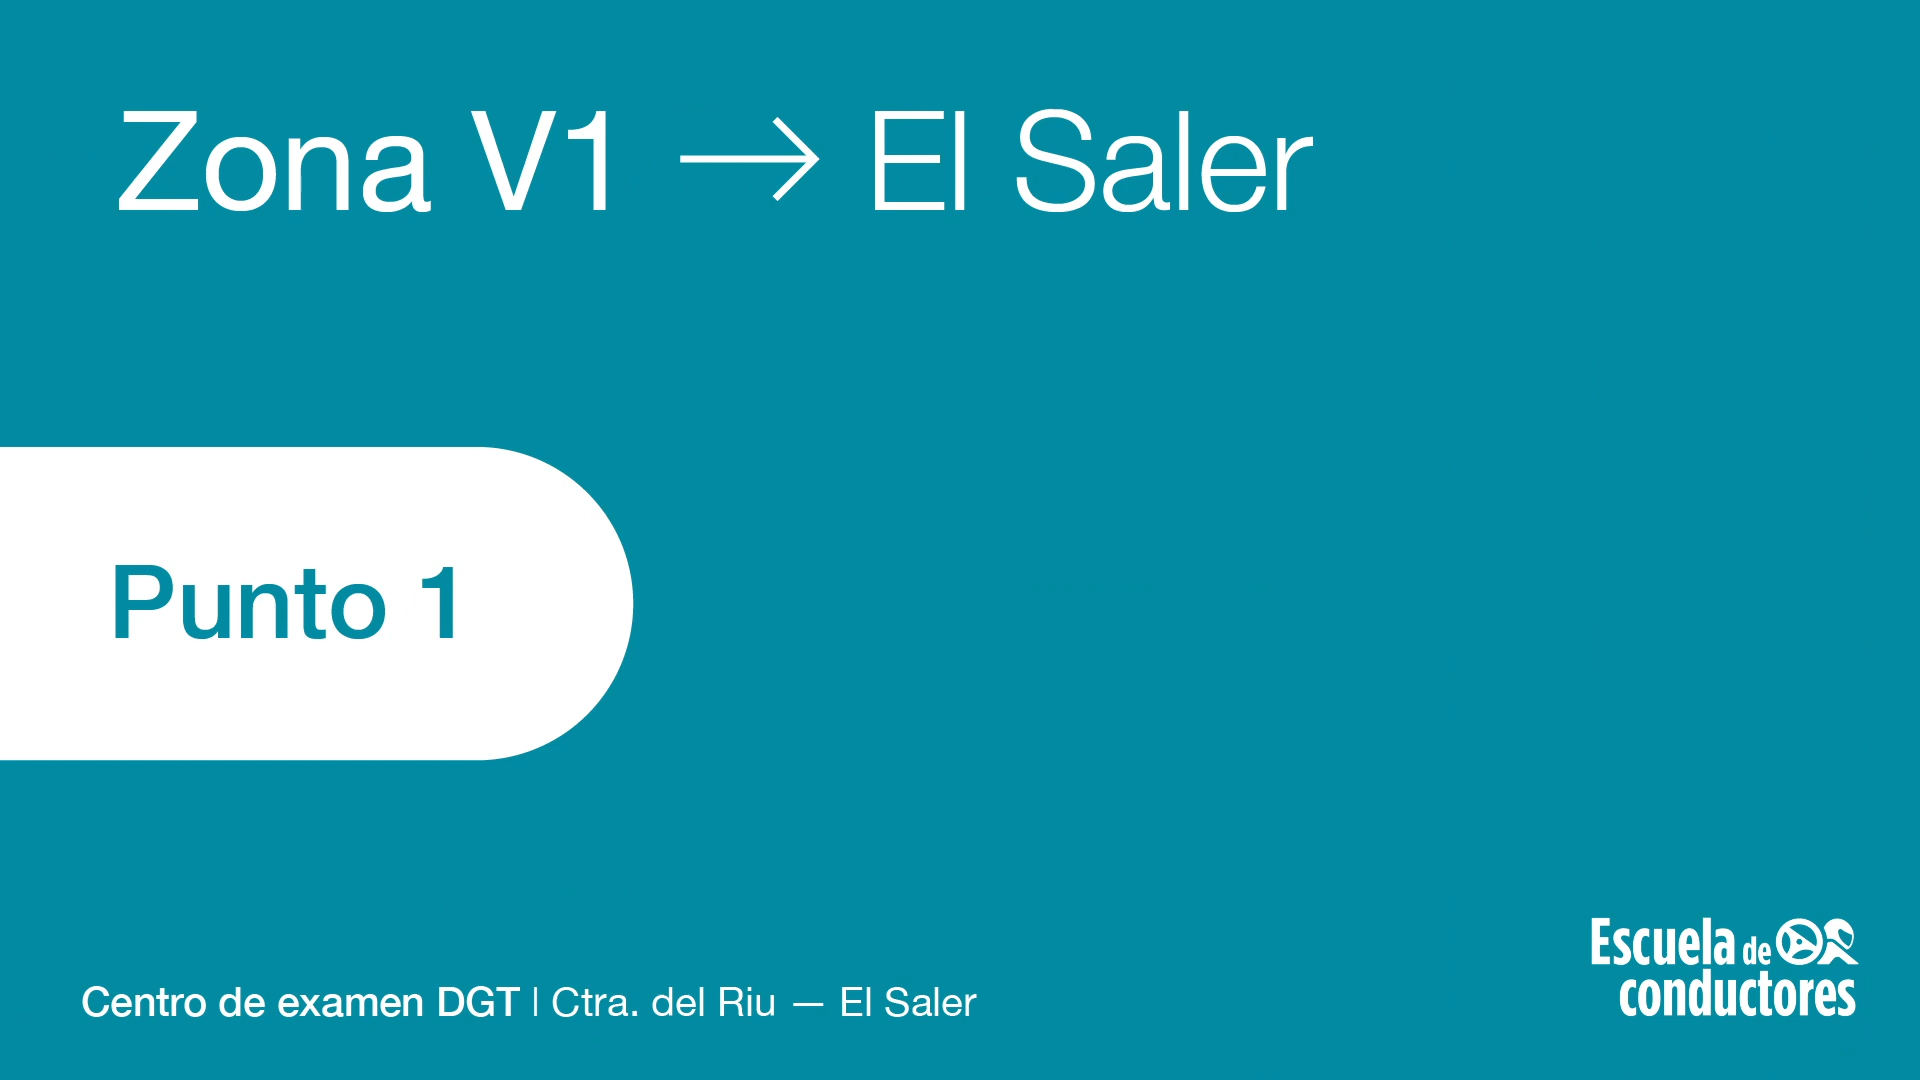 Zona V1 → El Saler
Punto 1
Centro de examen DGT | Ctra. del Riu — El Saler
Escuela de
conductores